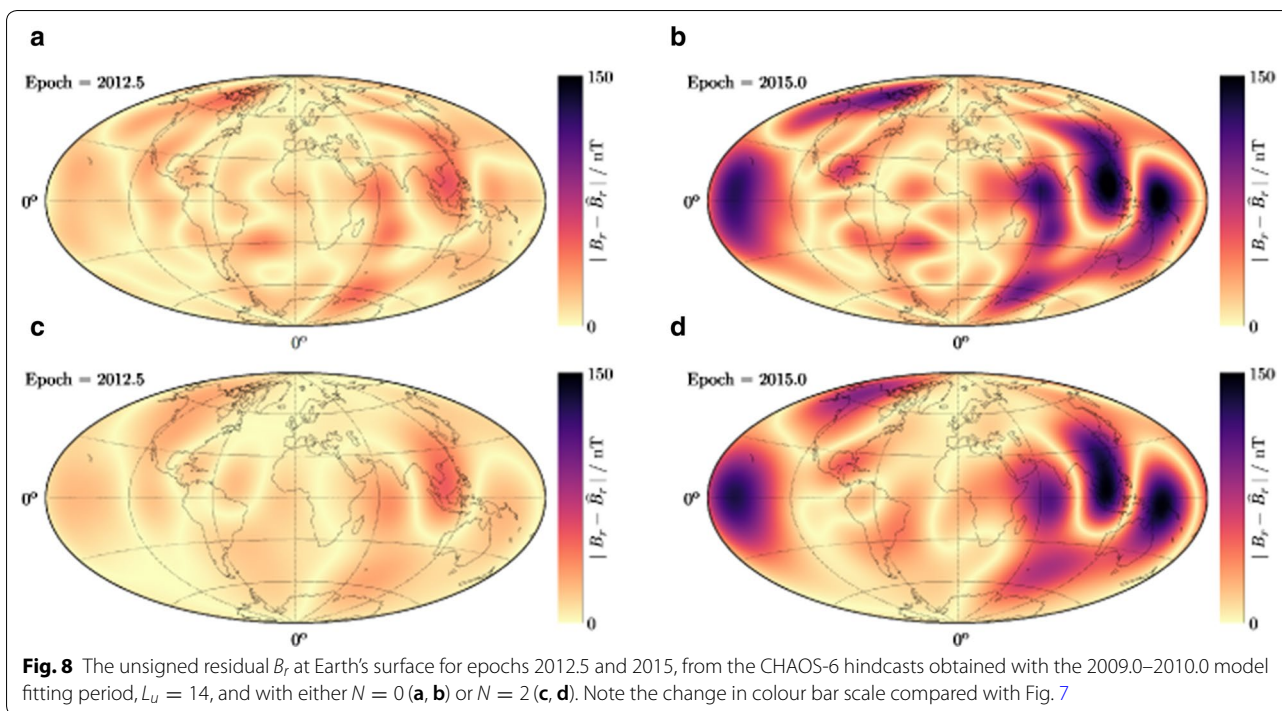 a
b
Epoch = 2012.5
150
Epoch = 2015.0
150
0°
| B_r − B̂_r | / nT
| B_r − B̂_r | / nT
0
0
c
0°
d
0°
Epoch = 2012.5
150
Epoch = 2015.0
150
0°
0°
| B_r − B̂_r | / nT
| B_r − B̂_r | / nT
0
0
0°
0°
Fig. 8 The unsigned residual B_r at Earth’s surface for epochs 2012.5 and 2015, from the CHAOS-6 hindcasts obtained with the 2009.0–2010.0 model
fitting period, L_u = 14, and with either N = 0 (a, b) or N = 2 (c, d). Note the change in colour bar scale compared with Fig. 7